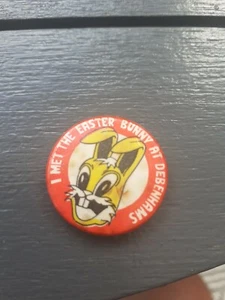 I MET THE EASTER BUNNY AT DEBENHAMS